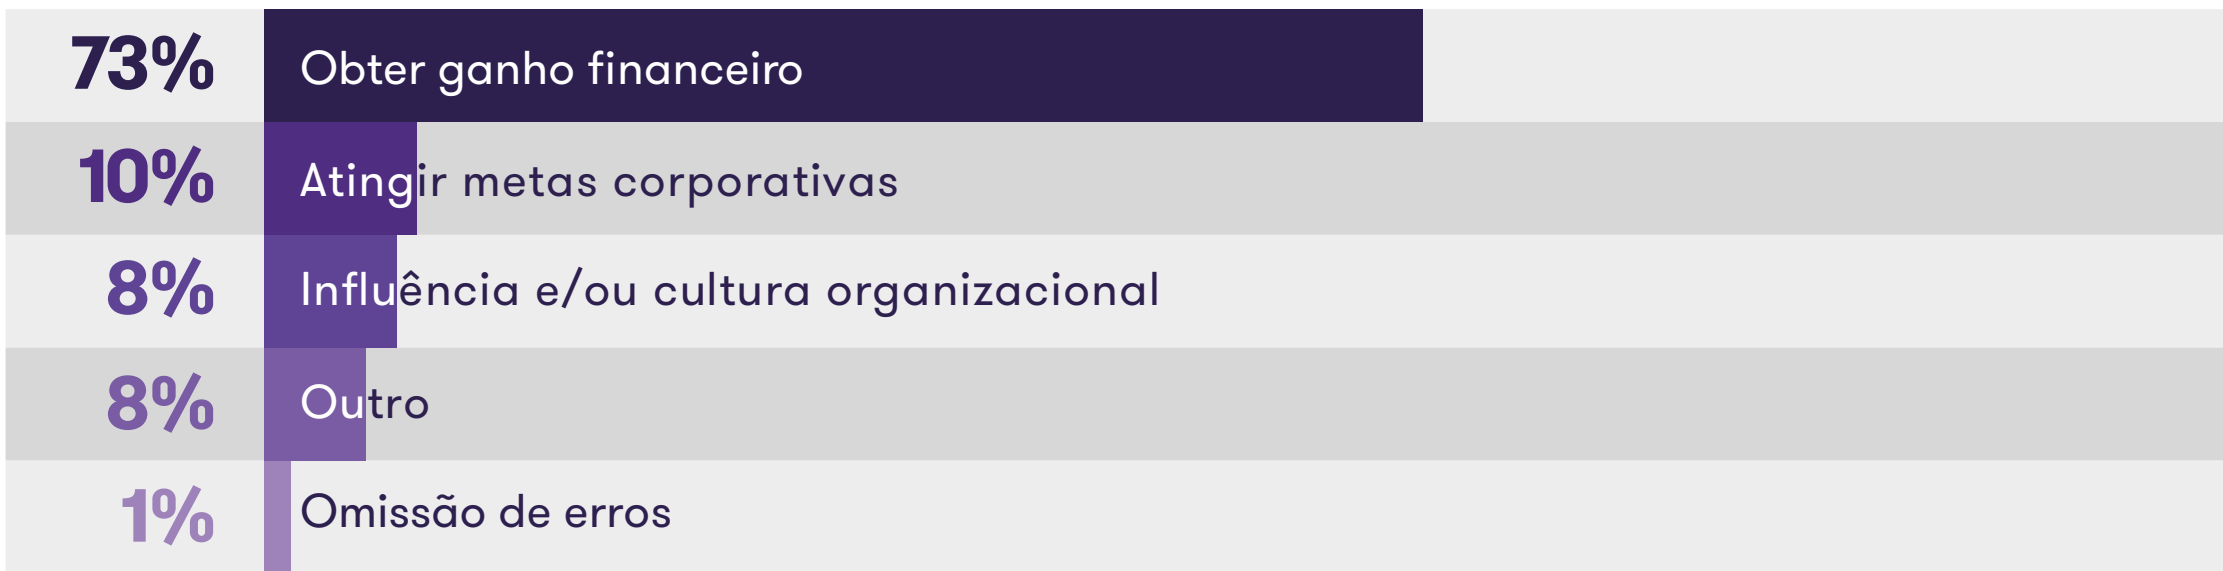 73% Obter ganho financeiro
10% Atingir metas corporativas
8% Influência e/ou cultura organizacional
8% Outro
1% Omissão de erros